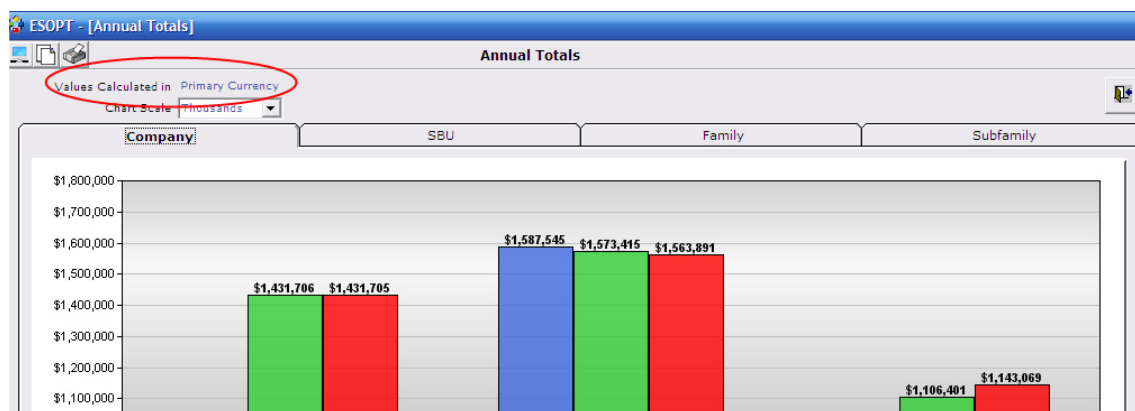 ESOPT - [Annual Totals]
Annual Totals
Values Calculated in Primary Currency
Chart Scale Thousands
Company SBU Family Subfamily
$1,800,000
$1,700,000
$1,600,000
$1,587,545 $1,573,415 $1,563,891
$1,500,000
$1,431,706 $1,431,705
$1,400,000
$1,300,000
$1,200,000
$1,143,069
$1,106,401
$1,100,000